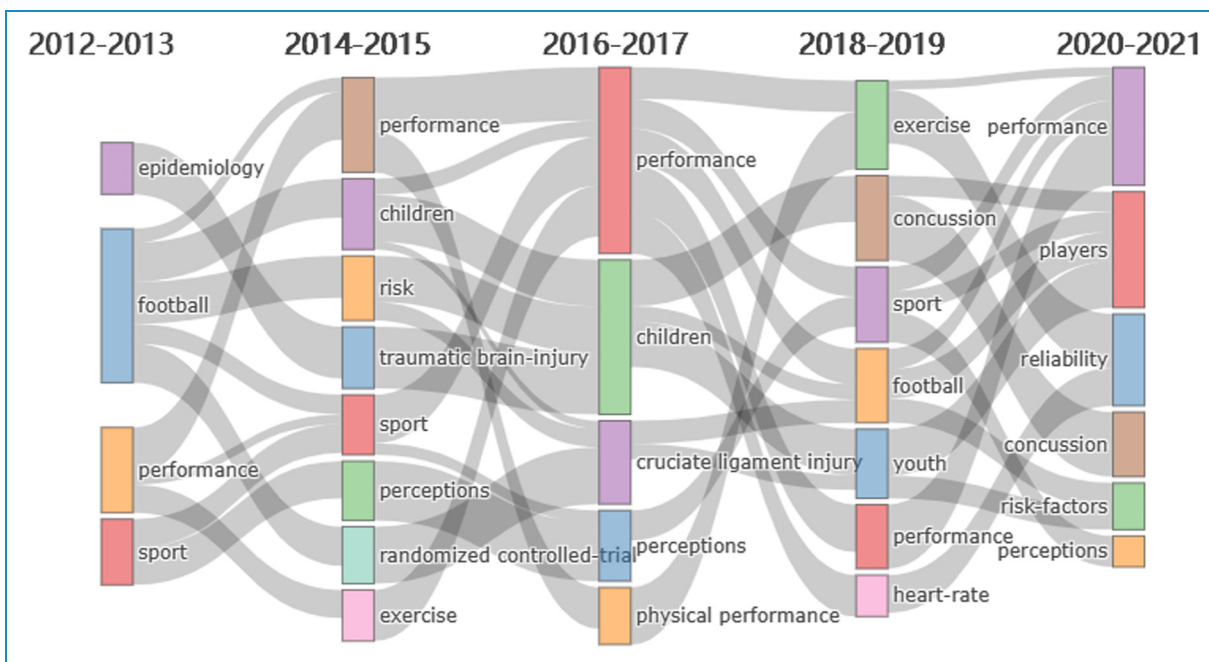 2012-2013
2014-2015
2016-2017
2018-2019
2020-2021
epidemiology
football
performance
sport
performance
children
risk
traumatic brain-injury
sport
perceptions
randomized controlled-trial
exercise
performance
children
cruciate ligament injury
perceptions
physical performance
exercise
concussion
sport
football
youth
performance
heart-rate
performance
players
reliability
concussion
risk-factors
perceptions